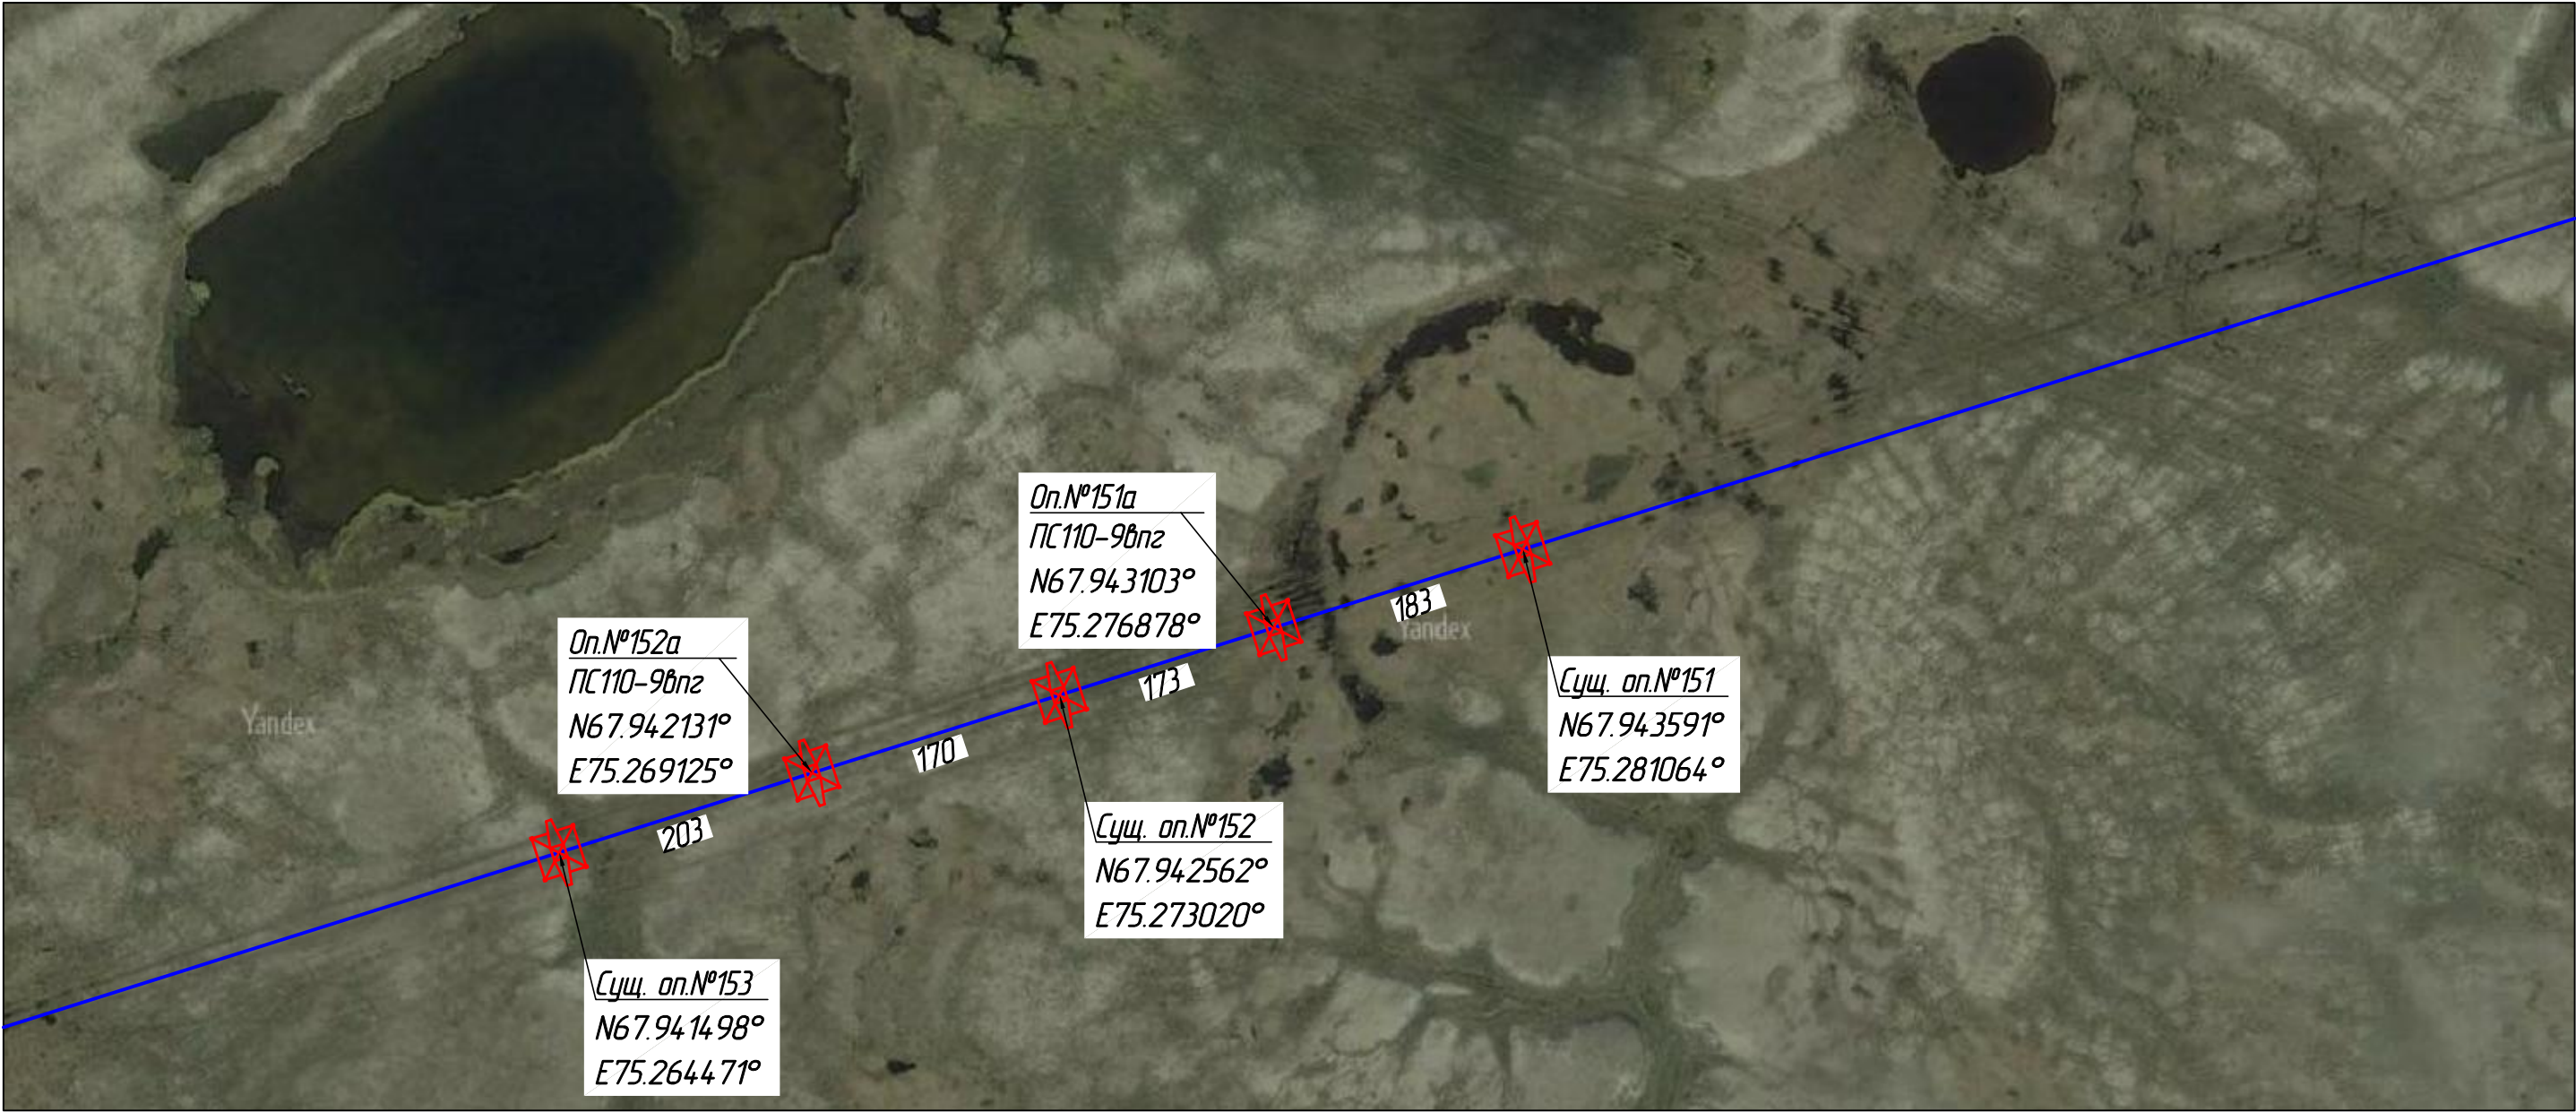 Оп.№151а
ПС110-9впг
N67.943103°
E75.276878°
183
Yandex
Оп.№152а
ПС110-9впг
N67.942131°
E75.269125°
173
Сущ. оп.№151
N67.943591°
E75.281064°
Yandex
170
203
Сущ. оп.№152
N67.942562°
E75.273020°
Сущ. оп.№153
N67.941498°
E75.264471°